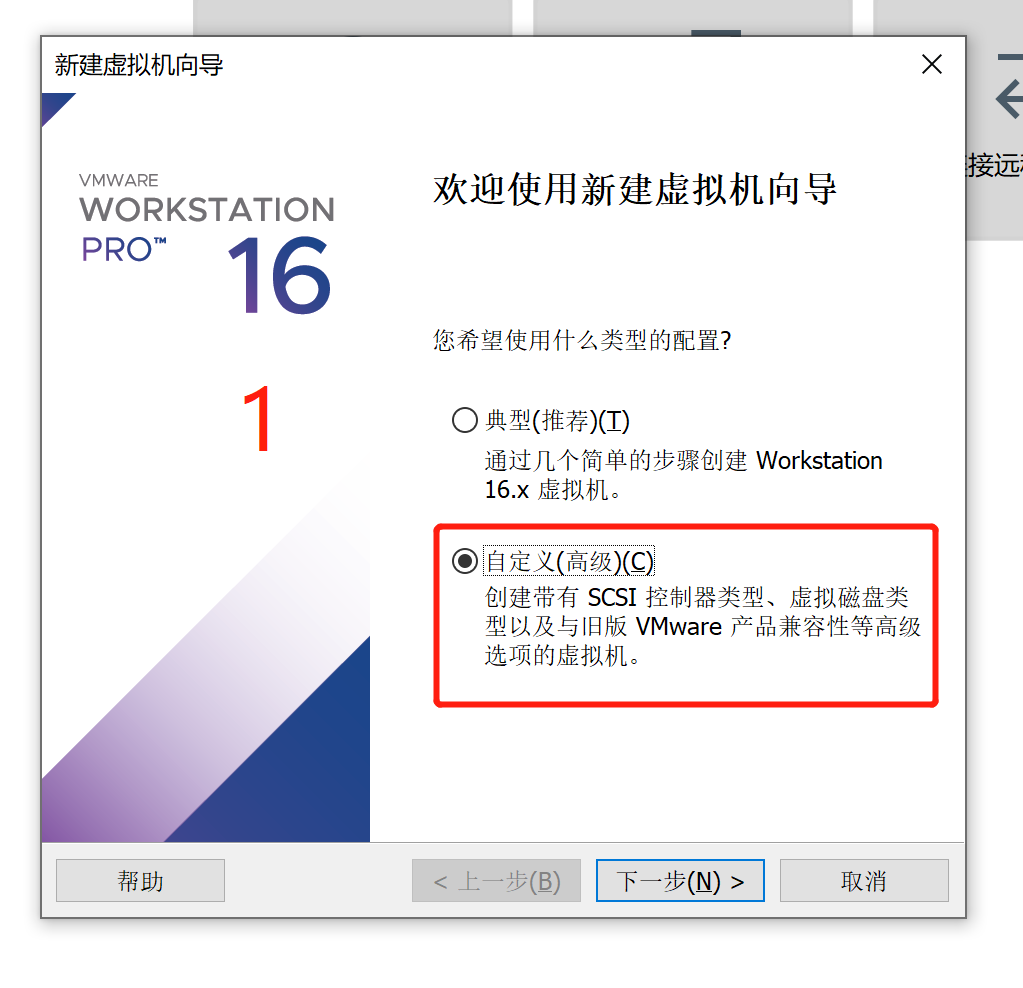 新建虚拟机向导
接远
VMWARE
WORKSTATION
PRO™
16
1
欢迎使用新建虚拟机向导
您希望使用什么类型的配置?
典型(推荐)(T)
通过几个简单的步骤创建 Workstation
16.x 虚拟机。
自定义(高级)(C)
创建带有 SCSI 控制器类型、虚拟磁盘类
型以及与旧版 VMware 产品兼容性等高级
选项的虚拟机。
帮助
< 上一步(B)
下一步(N) >
取消